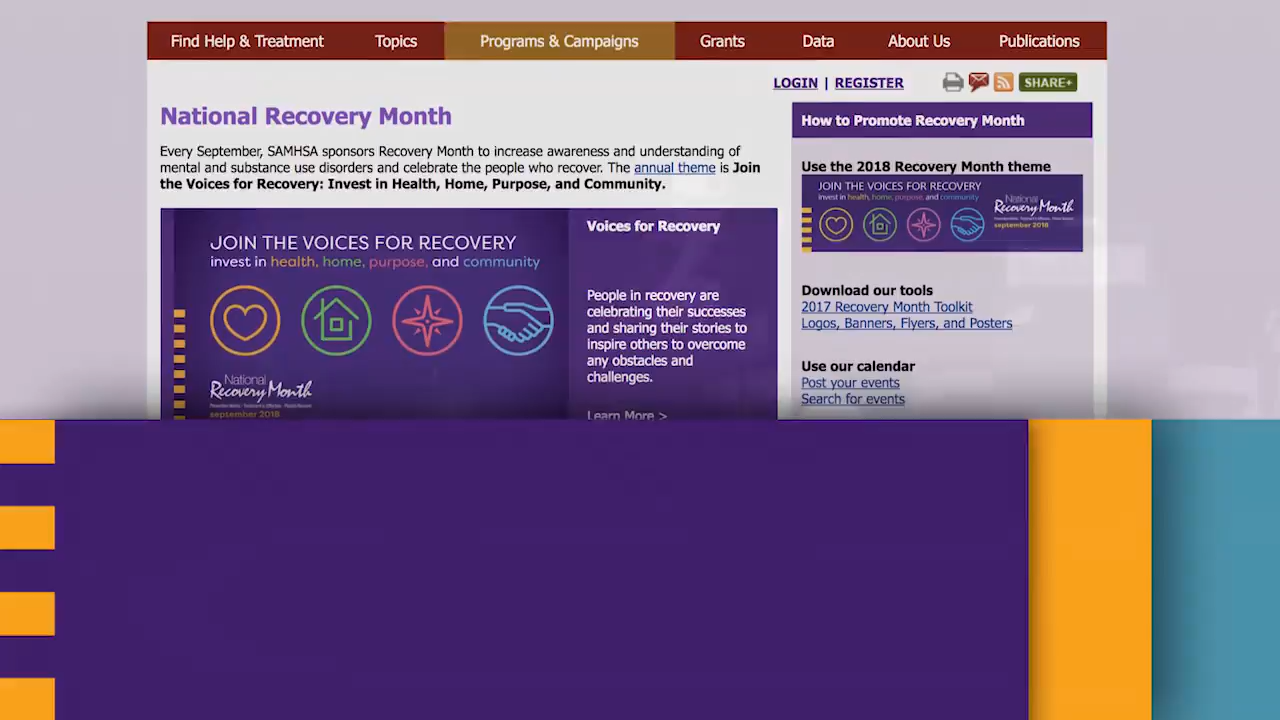 Find Help & Treatment Topics Programs & Campaigns Grants Data About Us Publications
LOGIN | REGISTER SHARE+
National Recovery Month
Every September, SAMHSA sponsors Recovery Month to increase awareness and understanding of
mental and substance use disorders and celebrate the people who recover. The annual theme is Join
the Voices for Recovery: Invest in Health, Home, Purpose, and Community.
JOIN THE VOICES FOR RECOVERY
invest in health, home, purpose, and community
National
Recovery Month
september 2018
Voices for Recovery
People in recovery are
celebrating their successes
and sharing their stories to
inspire others to overcome
any obstacles and
challenges.
Learn More >
How to Promote Recovery Month
Use the 2018 Recovery Month theme
JOIN THE VOICES FOR RECOVERY
invest in health, home, purpose, and community
National
Recovery Month
september 2018
Download our tools
2017 Recovery Month Toolkit
Logos, Banners, Flyers, and Posters
Use our calendar
Post your events
Search for events